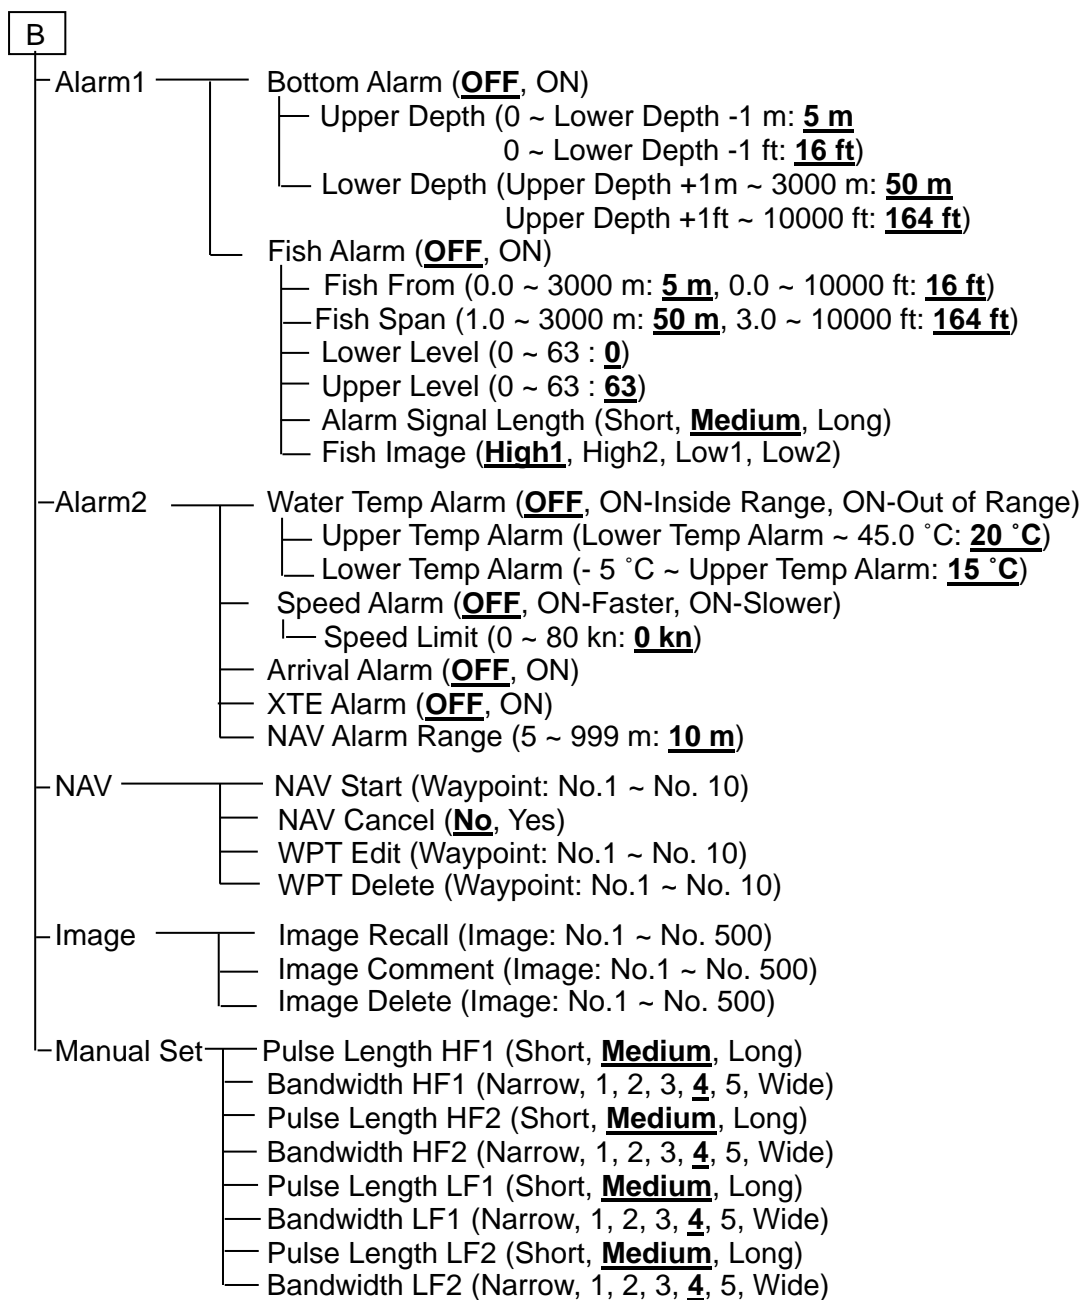 B
Alarm1 Bottom Alarm (OFF, ON)
Upper Depth (0 ~ Lower Depth -1 m: 5 m
0 ~ Lower Depth -1 ft: 16 ft)
Lower Depth (Upper Depth +1m ~ 3000 m: 50 m
Upper Depth +1ft ~ 10000 ft: 164 ft)
Fish Alarm (OFF, ON)
Fish From (0.0 ~ 3000 m: 5 m, 0.0 ~ 10000 ft: 16 ft)
Fish Span (1.0 ~ 3000 m: 50 m, 3.0 ~ 10000 ft: 164 ft)
Lower Level (0 ~ 63 : 0)
Upper Level (0 ~ 63 : 63)
Alarm Signal Length (Short, Medium, Long)
Fish Image (High1, High2, Low1, Low2)
Alarm2 Water Temp Alarm (OFF, ON-Inside Range, ON-Out of Range)
Upper Temp Alarm (Lower Temp Alarm ~ 45.0 ˚C: 20 ˚C)
Lower Temp Alarm (- 5 ˚C ~ Upper Temp Alarm: 15 ˚C)
Speed Alarm (OFF, ON-Faster, ON-Slower)
Speed Limit (0 ~ 80 kn: 0 kn)
Arrival Alarm (OFF, ON)
XTE Alarm (OFF, ON)
NAV Alarm Range (5 ~ 999 m: 10 m)
NAV NAV Start (Waypoint: No.1 ~ No. 10)
NAV Cancel (No, Yes)
WPT Edit (Waypoint: No.1 ~ No. 10)
WPT Delete (Waypoint: No.1 ~ No. 10)
Image Image Recall (Image: No.1 ~ No. 500)
Image Comment (Image: No.1 ~ No. 500)
Image Delete (Image: No.1 ~ No. 500)
Manual Set Pulse Length HF1 (Short, Medium, Long)
Bandwidth HF1 (Narrow, 1, 2, 3, 4, 5, Wide)
Pulse Length HF2 (Short, Medium, Long)
Bandwidth HF2 (Narrow, 1, 2, 3, 4, 5, Wide)
Pulse Length LF1 (Short, Medium, Long)
Bandwidth LF1 (Narrow, 1, 2, 3, 4, 5, Wide)
Pulse Length LF2 (Short, Medium, Long)
Bandwidth LF2 (Narrow, 1, 2, 3, 4, 5, Wide)